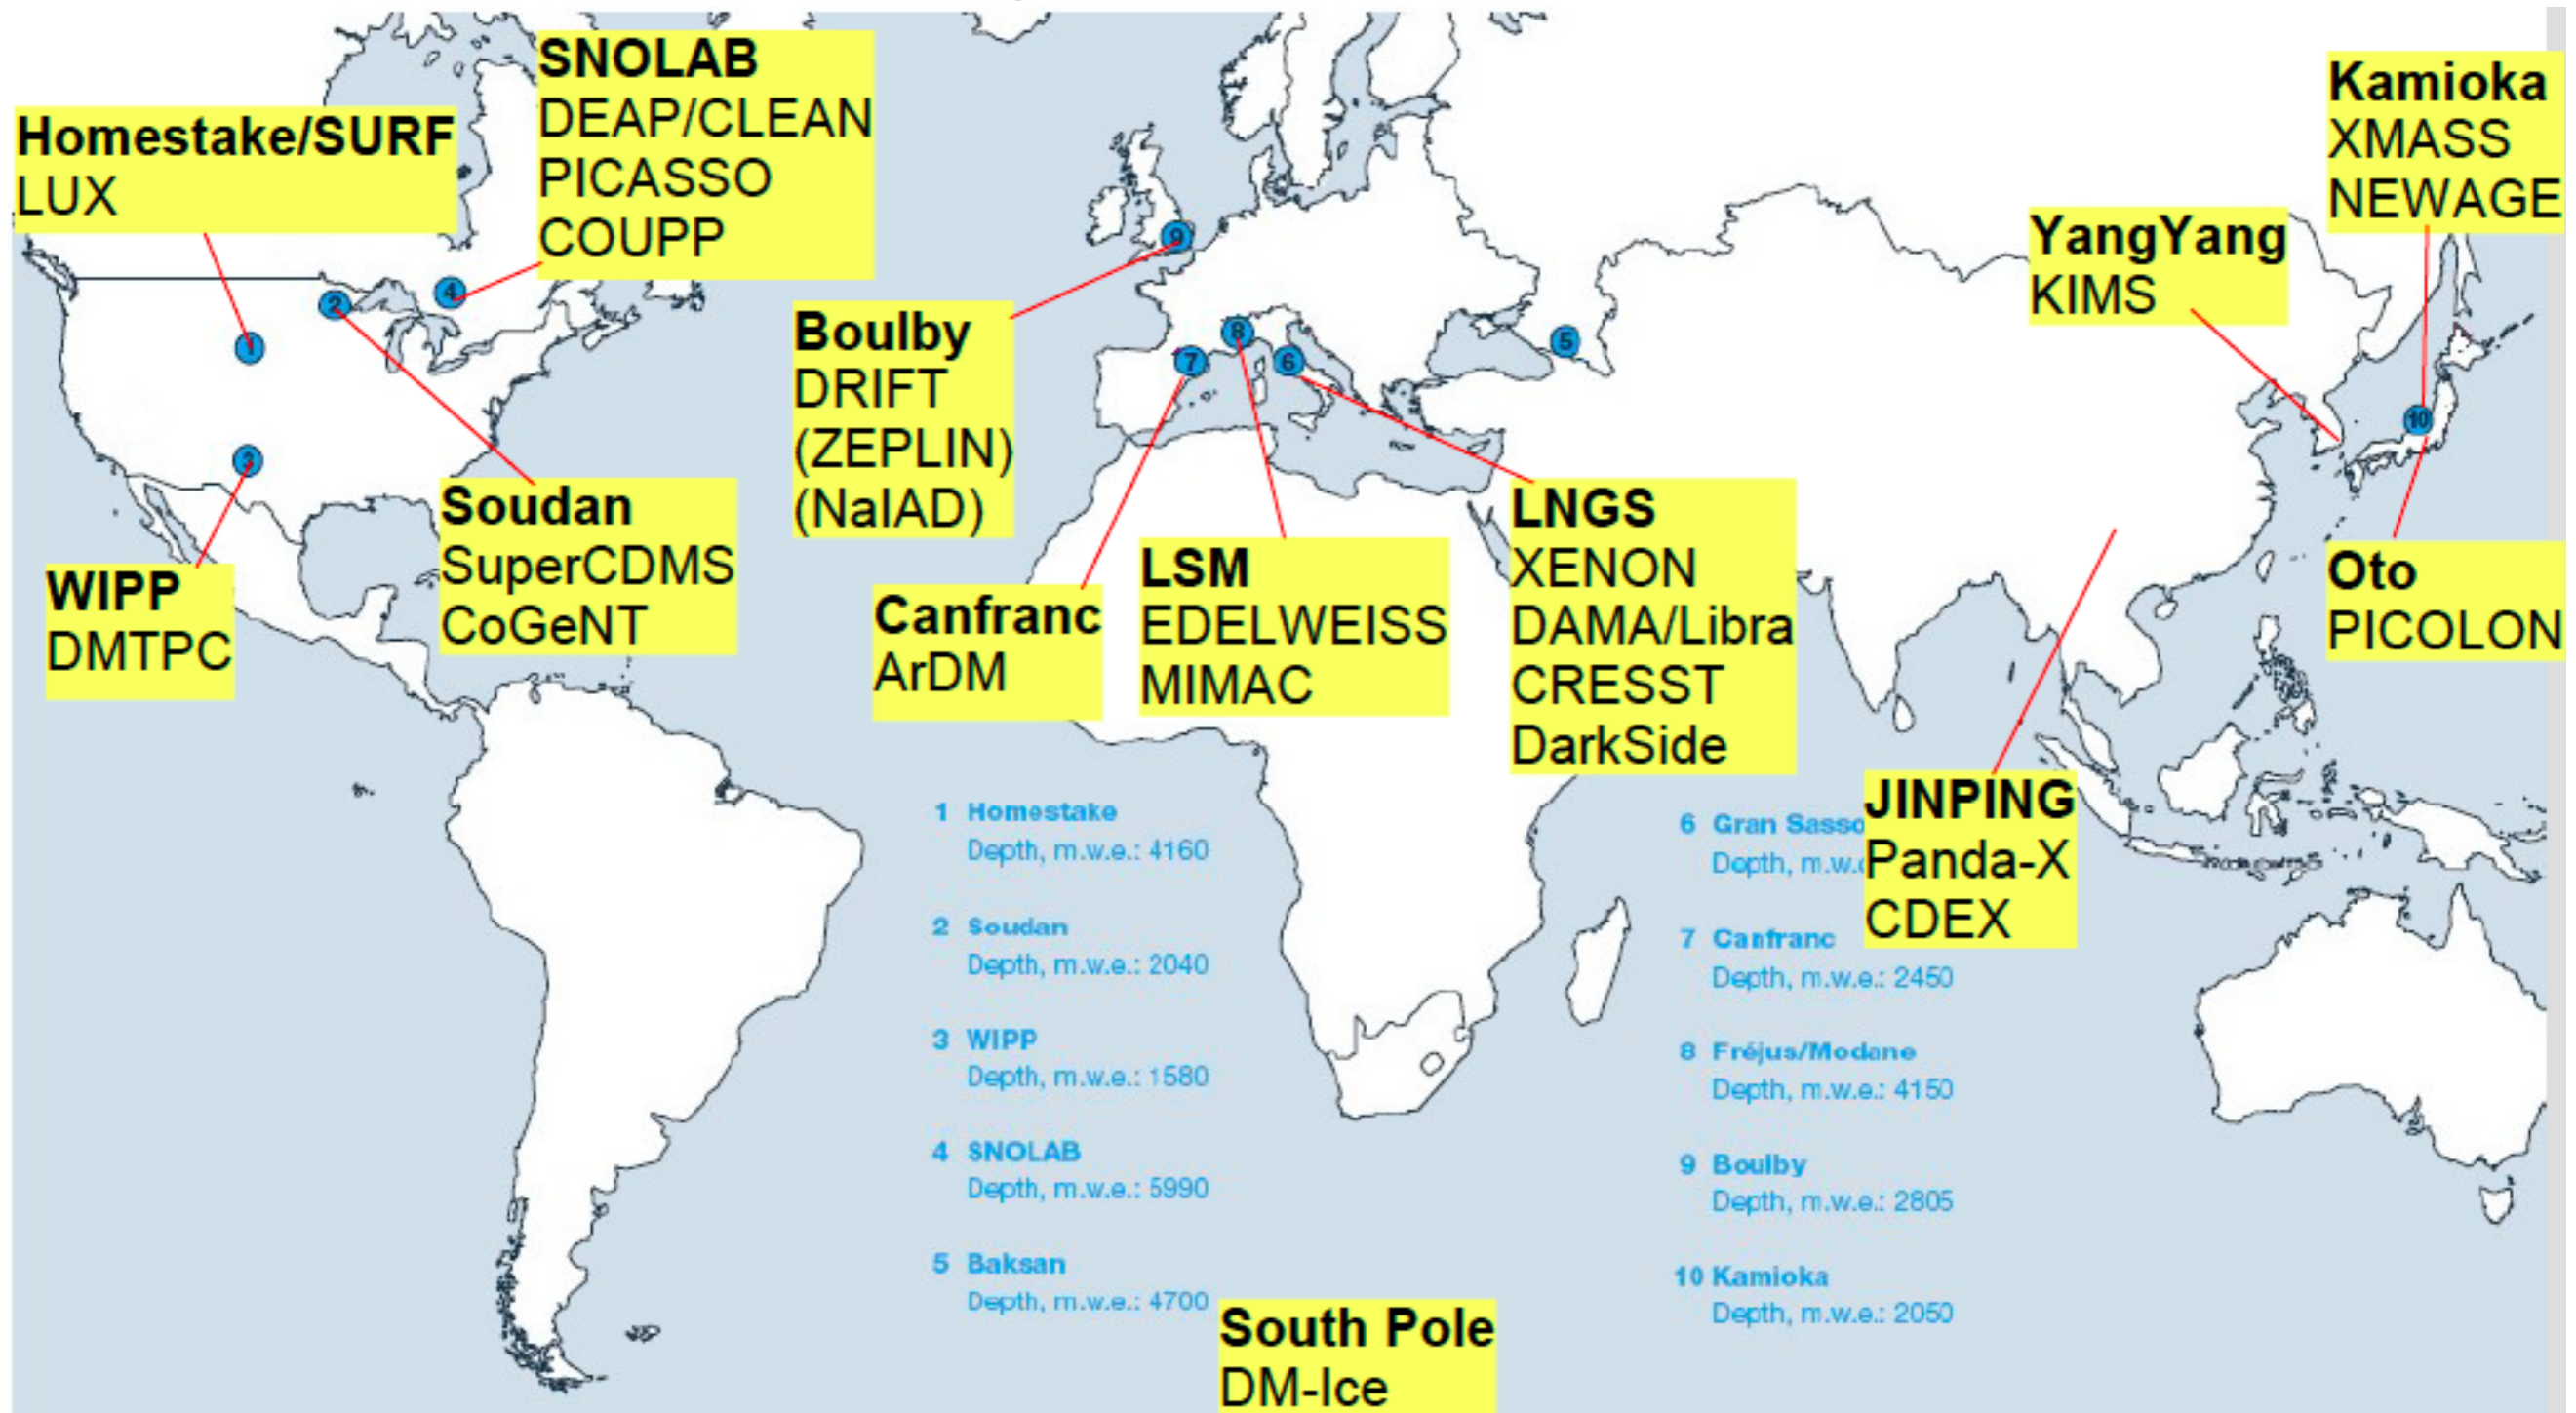 Homestake/SURF
LUX
SNOLAB
DEAP/CLEAN
PICASSO
COUPP
Kamioka
XMASS
NEWAGE
YangYang
KIMS
Boulby
DRIFT
(ZEPLIN)
(NaIAD)
WIPP
DMTPC
Soudan
SuperCDMS
CoGeNT
Canfranc
ArDM
LSM
EDELWEISS
MIMAC
LNGS
XENON
DAMA/Libra
CRESST
DarkSide
Oto
PICOLON
JINPING
Panda-X
CDEX
1
2
3
4
5
6
7
8
9
10
1 Homestake
Depth, m.w.e.: 4160
2 Soudan
Depth, m.w.e.: 2040
3 WIPP
Depth, m.w.e.: 1580
4 SNOLAB
Depth, m.w.e.: 5990
5 Baksan
Depth, m.w.e.: 4700
6 Gran Sasso
Depth, m.w.
7 Canfranc
Depth, m.w.e.: 2450
8 Fréjus/Modane
Depth, m.w.e.: 4150
9 Boulby
Depth, m.w.e.: 2805
10 Kamioka
Depth, m.w.e.: 2050
South Pole
DM-Ice